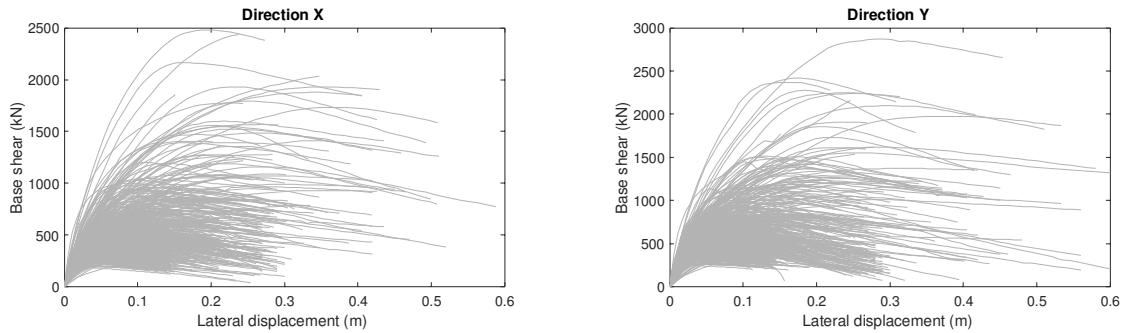 Direction X
2500
2000
1500
1000
500
0
Base shear (kN)
0 0.1 0.2 0.3 0.4 0.5 0.6
Lateral displacement (m)
Direction Y
3000
2500
2000
1500
1000
500
0
Base shear (kN)
0 0.1 0.2 0.3 0.4 0.5 0.6
Lateral displacement (m)